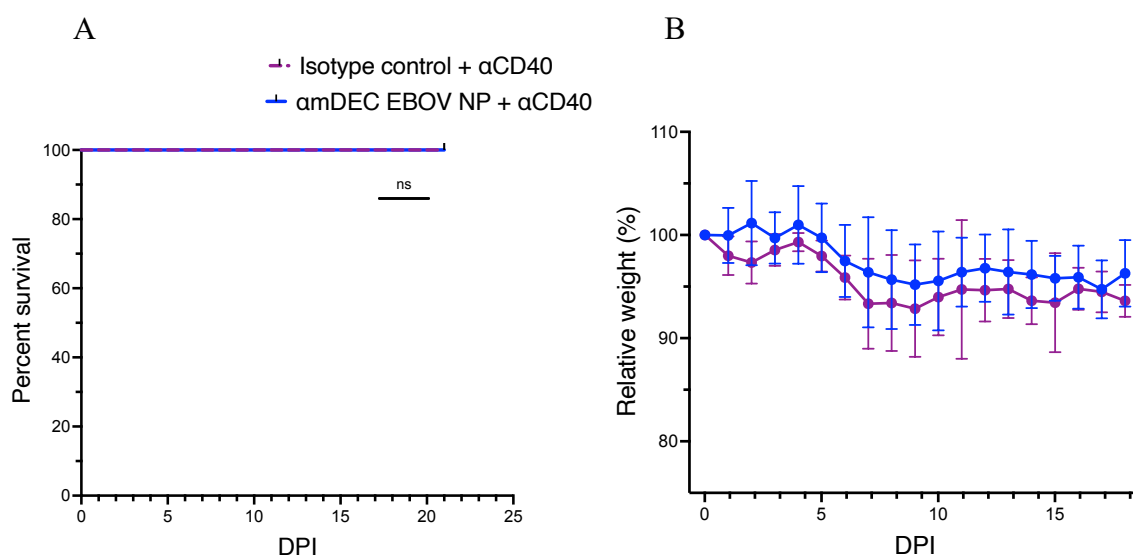 A
Isotype control + αCD40
αmDEC EBOV NP + αCD40
100
80
60
40
20
0
ns
Percent survival
0 5 10 15 20 25
DPI
B
110
100
90
80
Relative weight (%)
0 5 10 15
DPI